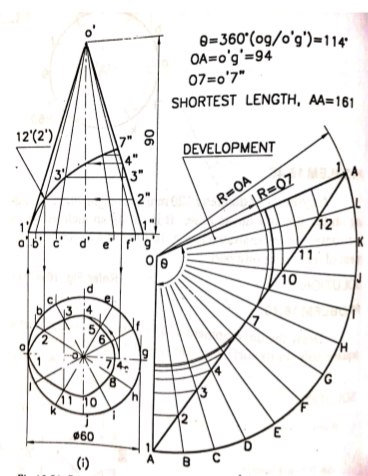 θ=360°(og/o'g')=114°
OA=o'g'=94
O7=o'7"
SHORTEST LENGTH, AA=161
o'
90
DEVELOPMENT
R=OA
R=O7
12'(2')
7"
4"
3'
3"
2"
1'
1"
a' b' c' d' e' f' g'
O
θ
1 A
L
12
K
11
J
10
I
7
H
4
G
3
F
2
E
1
A B C D
d
c e
b 3 4 f
2 5
6
a o g
1 7 4
l 8 h
11 10
k j i
ø60
(i)